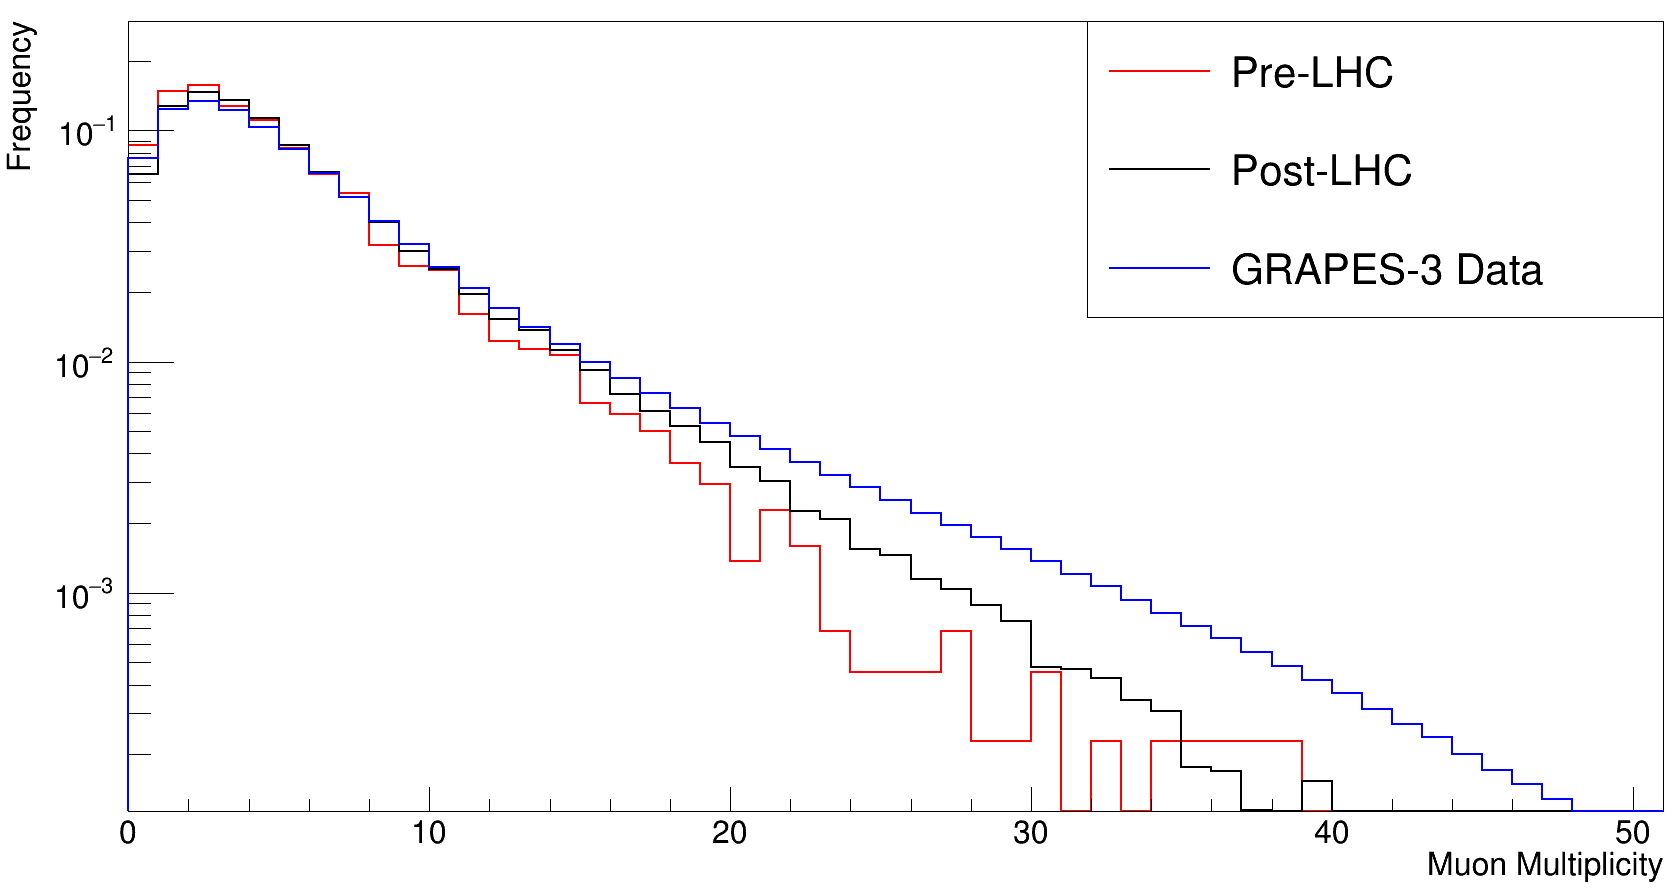 Frequency
10⁻¹
10⁻²
10⁻³
Pre-LHC
Post-LHC
GRAPES-3 Data
0 10 20 30 40 50
Muon Multiplicity